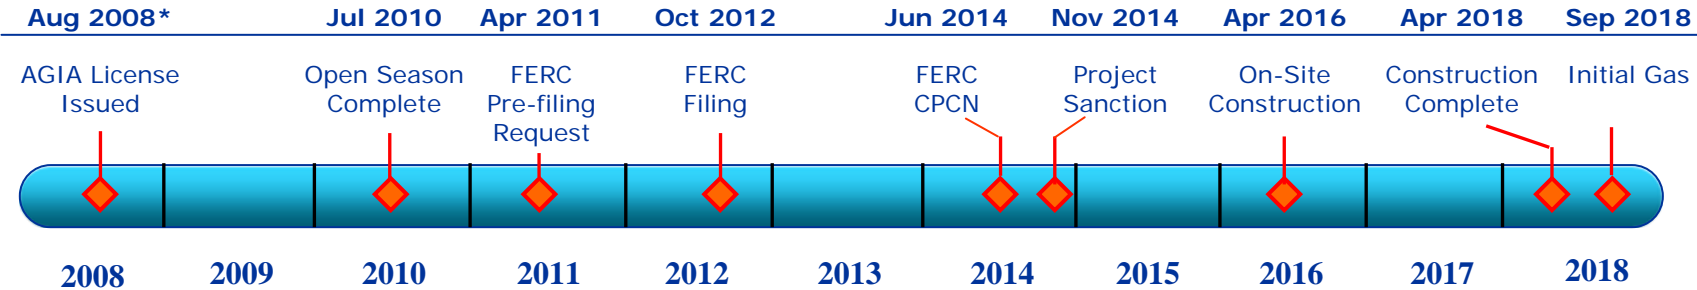 Aug 2008* Jul 2010 Apr 2011 Oct 2012 Jun 2014 Nov 2014 Apr 2016 Apr 2018 Sep 2018
AGIA License
Issued
Open Season
Complete
FERC
Pre-filing
Request
FERC
Filing
FERC
CPCN
Project
Sanction
On-Site
Construction
Construction
Complete
Initial Gas
2008 2009 2010 2011 2012 2013 2014 2015 2016 2017 2018